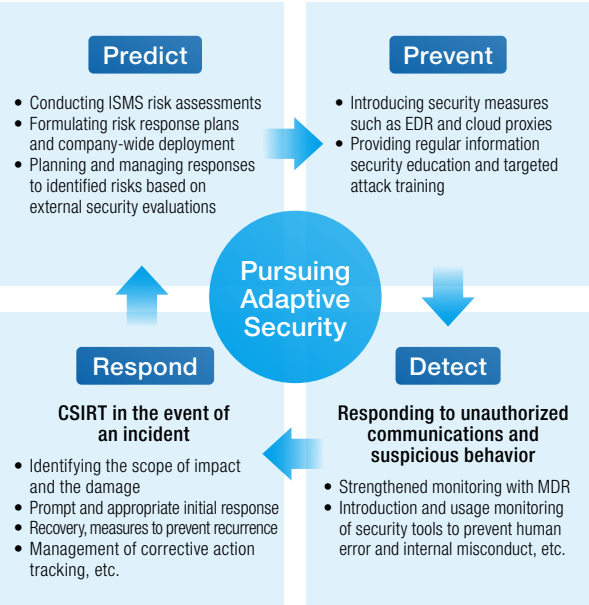 Predict
• Conducting ISMS risk assessments
• Formulating risk response plans
and company-wide deployment
• Planning and managing responses
to identified risks based on
external security evaluations
Prevent
• Introducing security measures
such as EDR and cloud proxies
• Providing regular information
security education and targeted
attack training
Pursuing
Adaptive
Security
Respond
CSIRT in the event of
an incident
• Identifying the scope of impact
and the damage
• Prompt and appropriate initial response
• Recovery, measures to prevent recurrence
• Management of corrective action
tracking, etc.
Detect
Responding to unauthorized
communications and
suspicious behavior
• Strengthened monitoring with MDR
• Introduction and usage monitoring
of security tools to prevent human
error and internal misconduct, etc.